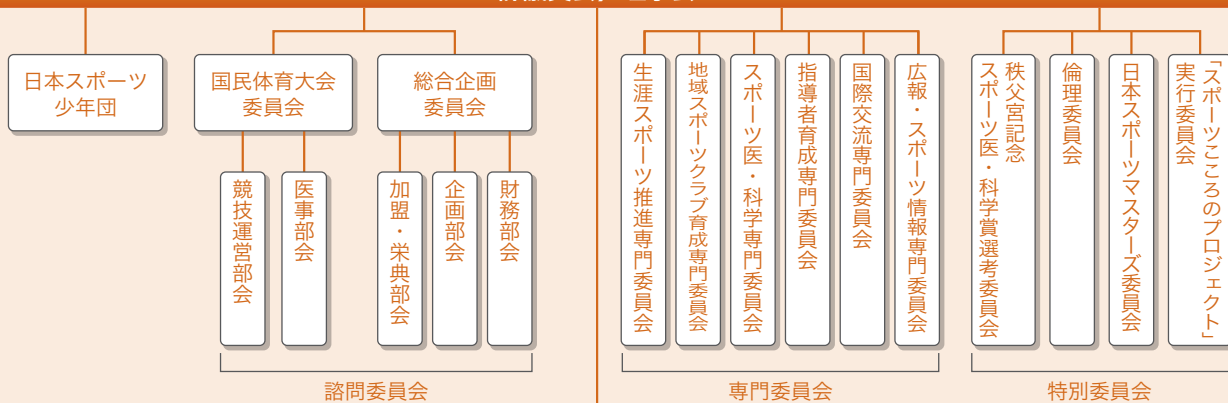 日本スポーツ
少年団
国民体育大会
委員会
総合企画
委員会
競技運営部会
医事部会
加盟・栄典部会
企画部会
財務部会
諮問委員会
生涯スポーツ推進専門委員会
地域スポーツクラブ育成専門委員会
スポーツ医・科学専門委員会
指導者育成専門委員会
国際交流専門委員会
広報・スポーツ情報専門委員会
専門委員会
秩父宮記念
スポーツ医・科学賞選考委員会
倫理委員会
日本スポーツマスターズ委員会
「スポーツこころのプロジェクト」
実行委員会
特別委員会